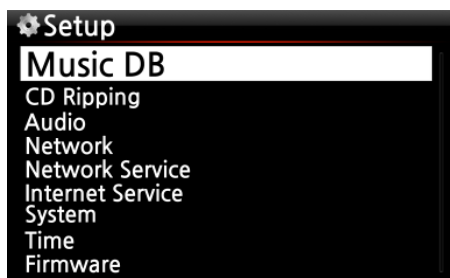 Setup
Music DB
CD Ripping
Audio
Network
Network Service
Internet Service
System
Time
Firmware